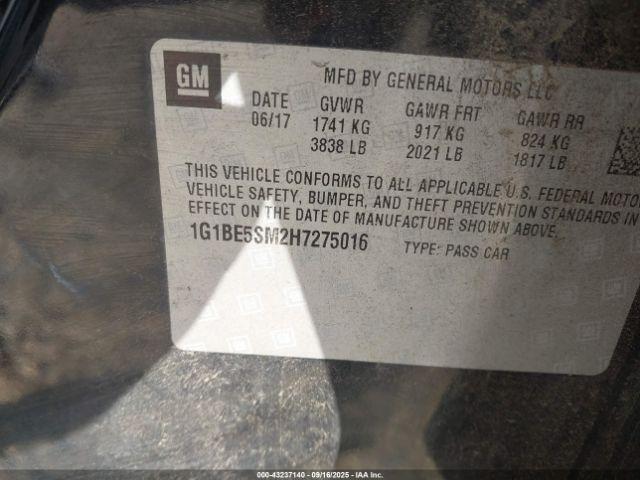 GM
MFD BY GENERAL MOTORS LLC
DATE GVWR GAWR FRT GAWR RR
06/17 1741 KG 917 KG 824 KG
3838 LB 2021 LB 1817 LB
THIS VEHICLE CONFORMS TO ALL APPLICABLE U.S. FEDERAL MOTOR
VEHICLE SAFETY, BUMPER, AND THEFT PREVENTION STANDARDS IN
EFFECT ON THE DATE OF MANUFACTURE SHOWN ABOVE.
1G1BE5SM2H7275016 TYPE: PASS CAR
000-43237140 - 09/16/2025 - IAA Inc.